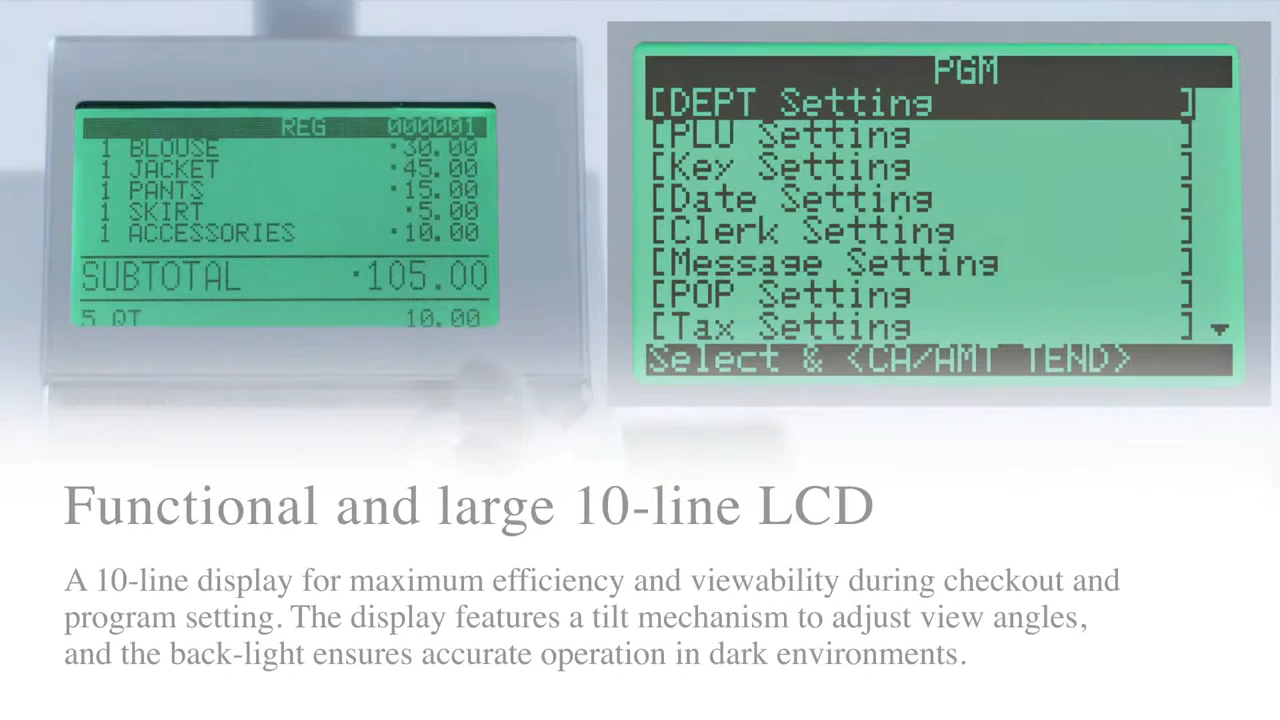 REG 000001
1 BLOUSE ·30.00
1 JACKET ·45.00
1 PANTS ·15.00
1 SKIRT ·5.00
1 ACCESSORIES ·10.00
SUBTOTAL ·105.00
5 QT 10.00
PGM
[DEPT Setting ]
[PLU Setting ]
[Key Setting ]
[Date Setting ]
[Clerk Setting ]
[Message Setting ]
[POP Setting ]
[Tax Setting ]
Select & <CA/AMT TEND>
Functional and large 10-line LCD
A 10-line display for maximum efficiency and viewability during checkout and
program setting. The display features a tilt mechanism to adjust view angles,
and the back-light ensures accurate operation in dark environments.